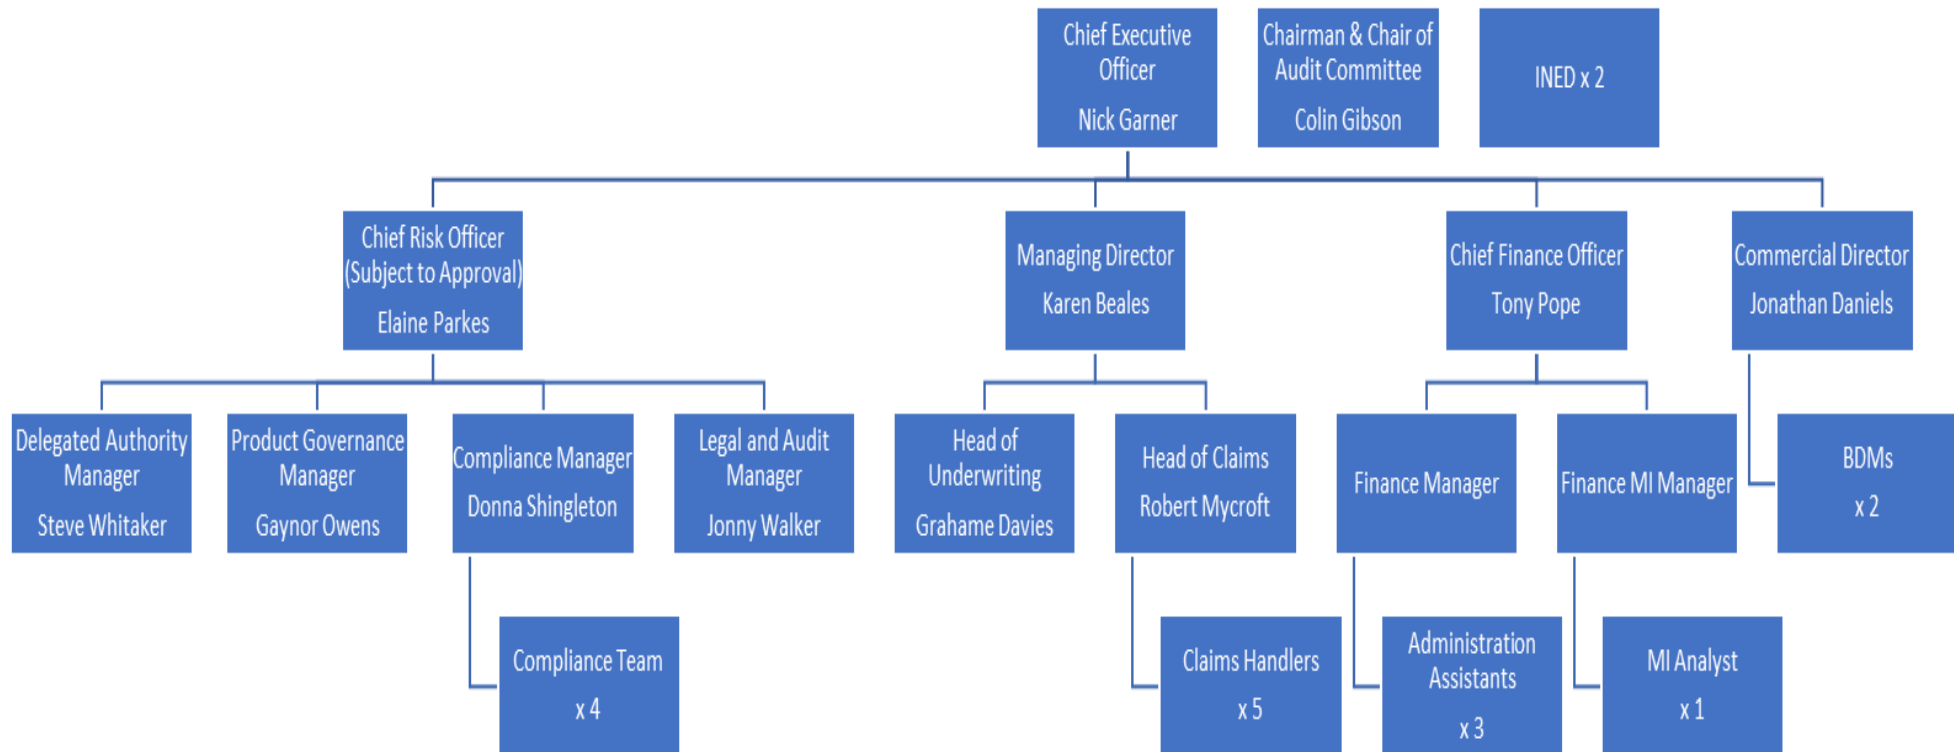 Chief Executive
Officer
Nick Garner
Chairman & Chair of
Audit Committee
Colin Gibson
INED x 2
Chief Risk Officer
(Subject to Approval)
Elaine Parkes
Managing Director
Karen Beales
Chief Finance Officer
Tony Pope
Commercial Director
Jonathan Daniels
Delegated Authority
Manager
Steve Whitaker
Product Governance
Manager
Gaynor Owens
Compliance Manager
Donna Shingleton
Legal and Audit
Manager
Jonny Walker
Head of
Underwriting
Grahame Davies
Head of Claims
Robert Mycroft
Finance Manager
Finance MI Manager
BDMs
x 2
Compliance Team
x 4
Claims Handlers
x 5
Administration
Assistants
x 3
MI Analyst
x 1